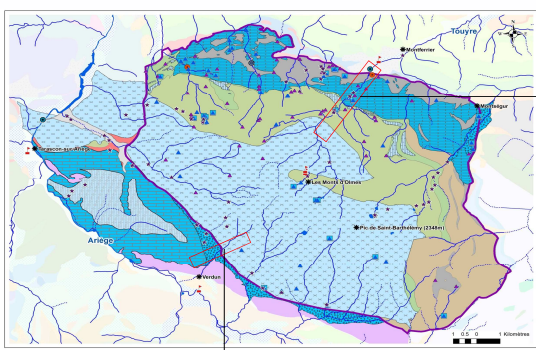 Touyre
N
Montferrier
Montségur
Tarascon-sur-Ariège
Les Monts d'Olmes
Pic de Saint-Barthélemy (2348m)
Ariège
Verdun
1 0.5 0 1 Kilomètres